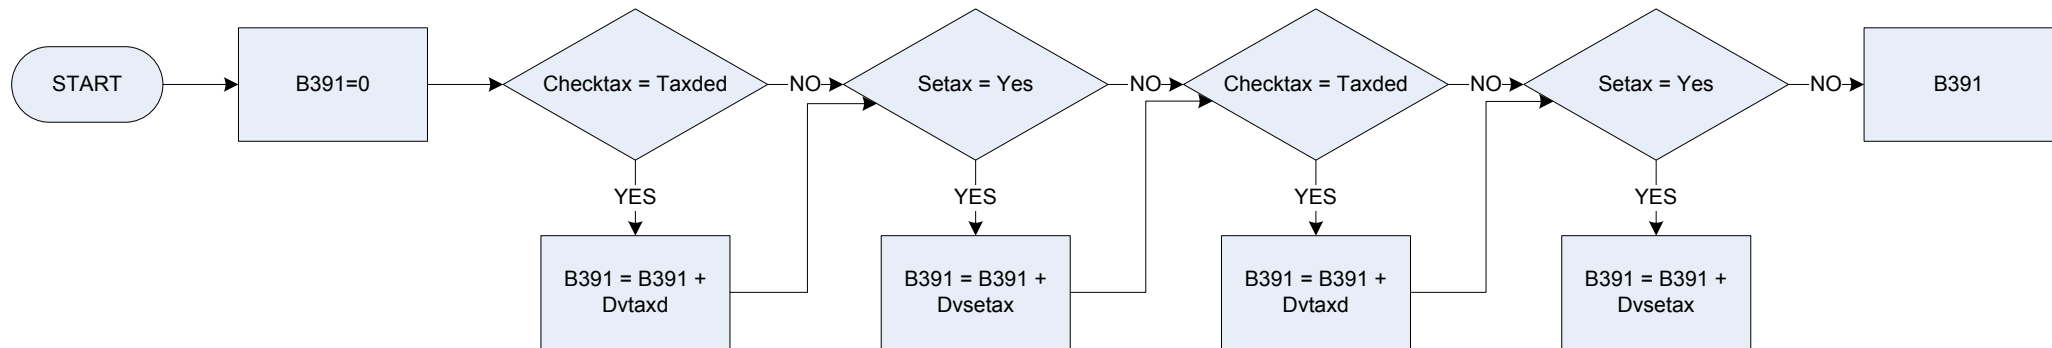 START
B391=0
Checktax = Taxded
NO
Setax = Yes
NO
Checktax = Taxded
NO
Setax = Yes
NO
B391
YES
YES
YES
YES
B391 = B391 +
Dvtaxd
B391 = B391 +
Dvsetax
B391 = B391 +
Dvtaxd
B391 = B391 +
Dvsetax